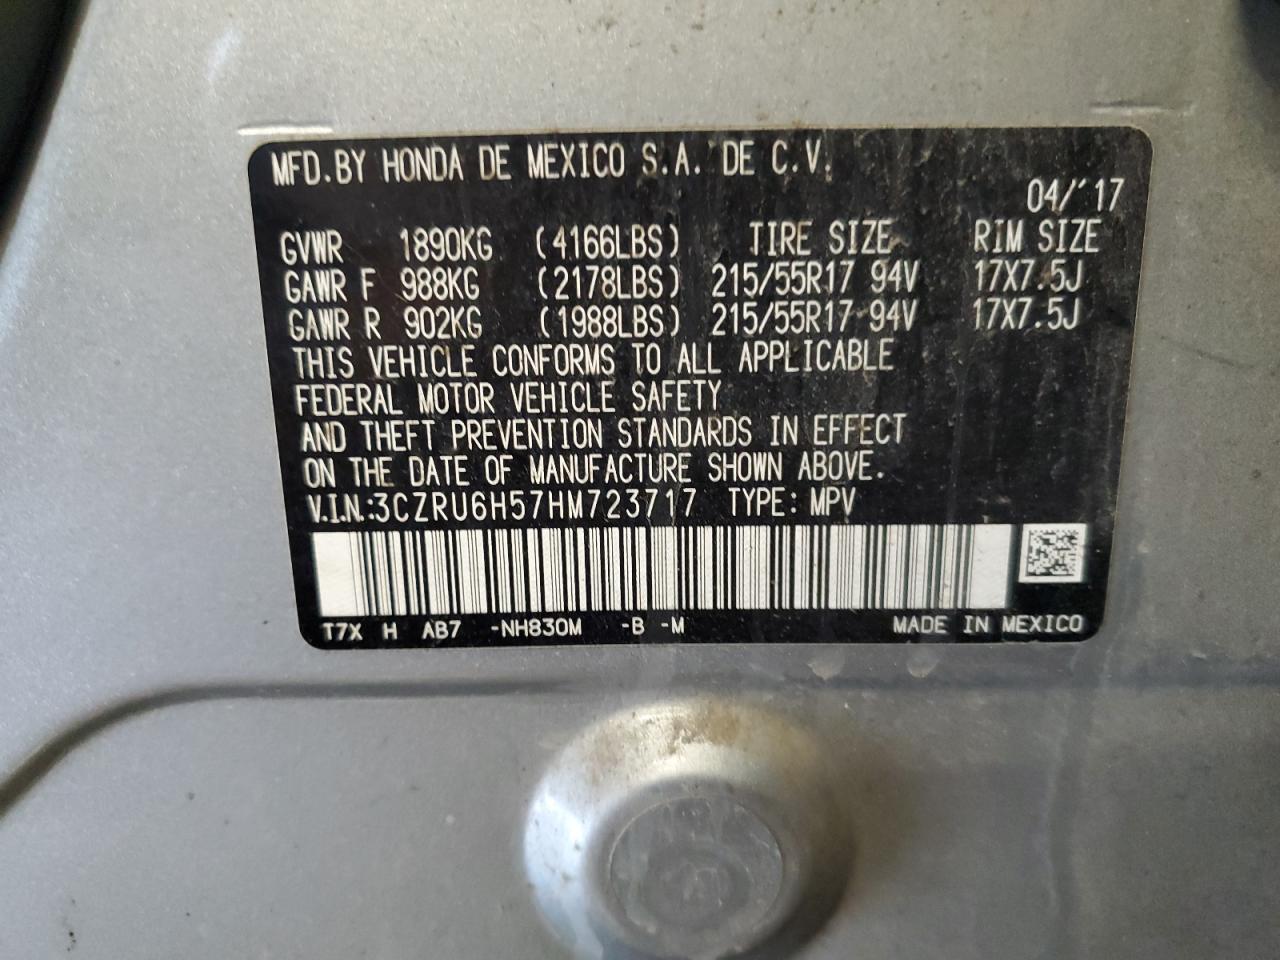 MFD. BY HONDA DE MEXICO S.A. DE C.V.
04/'17
GVWR 1890KG (4166LBS) TIRE SIZE RIM SIZE
GAWR F 988KG (2178LBS) 215/55R17 94V 17X7.5J
GAWR R 902KG (1988LBS) 215/55R17 94V 17X7.5J
THIS VEHICLE CONFORMS TO ALL APPLICABLE
FEDERAL MOTOR VEHICLE SAFETY
AND THEFT PREVENTION STANDARDS IN EFFECT
ON THE DATE OF MANUFACTURE SHOWN ABOVE.
V.I.N.:3CZRU6H57HM723717 TYPE: MPV
T7X H AB7 -NH830M -B -M MADE IN MEXICO